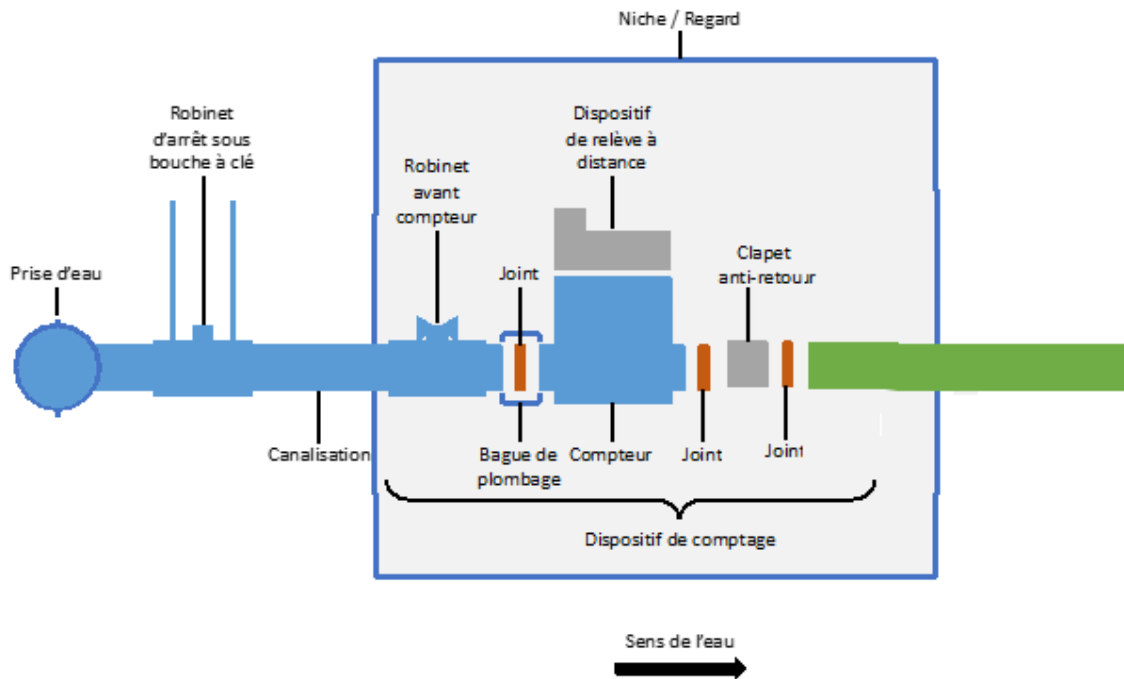 Niche / Regard
Robinet
d'arrêt sous
bouche à clé
Dispositif
de relève à
distance
Robinet
avant
compteur
Prise d'eau
Joint
Clapet
anti-retour
Canalisation
Bague de
plombage
Compteur
Joint
Joint
Dispositif de comptage
Sens de l'eau